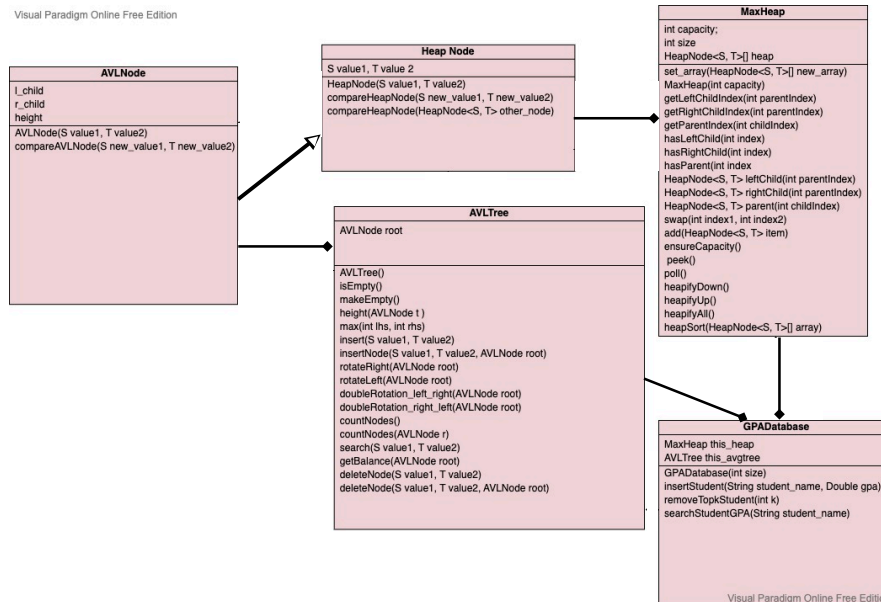 Visual Paradigm Online Free Edition
AVLNode
l_child
r_child
height
AVLNode(S value1, T value2)
compareAVLNode(S new_value1, T new_value2)
Heap Node
S value1, T value 2
HeapNode(S value1, T value2)
compareHeapNode(S new_value1, T new_value2)
compareHeapNode(HeapNode<S, T> other_node)
MaxHeap
int capacity;
int size
HeapNode<S, T>[] heap
set_array(HeapNode<S, T>[] new_array)
MaxHeap(int capacity)
getLeftChildIndex(int parentIndex)
getRightChildIndex(int parentIndex)
getParentIndex(int childIndex)
hasLeftChild(int index)
hasRightChild(int index)
hasParent(int index
HeapNode<S, T> leftChild(int parentIndex)
HeapNode<S, T> rightChild(int parentIndex)
HeapNode<S, T> parent(int childIndex)
swap(int index1, int index2)
add(HeapNode<S, T> item)
ensureCapacity()
peek()
poll()
heapifyDown()
heapifyUp()
heapifyAll()
heapSort(HeapNode<S, T>[] array)
AVLTree
AVLNode root
AVLTree()
isEmpty()
makeEmpty()
height(AVLNode t )
max(int lhs, int rhs)
insert(S value1, T value2)
insertNode(S value1, T value2, AVLNode root)
rotateRight(AVLNode root)
rotateLeft(AVLNode root)
doubleRotation_left_right(AVLNode root)
doubleRotation_right_left(AVLNode root)
countNodes()
countNodes(AVLNode r)
search(S value1, T value2)
getBalance(AVLNode root)
deleteNode(S value1, T value2)
deleteNode(S value1, T value2, AVLNode root)
GPADatabase
MaxHeap this_heap
AVLTree this_avgtree
GPADatabase(int size)
insertStudent(String student_name, Double gpa)
removeTopkStudent(int k)
searchStudentGPA(String student_name)
Visual Paradigm Online Free Editio